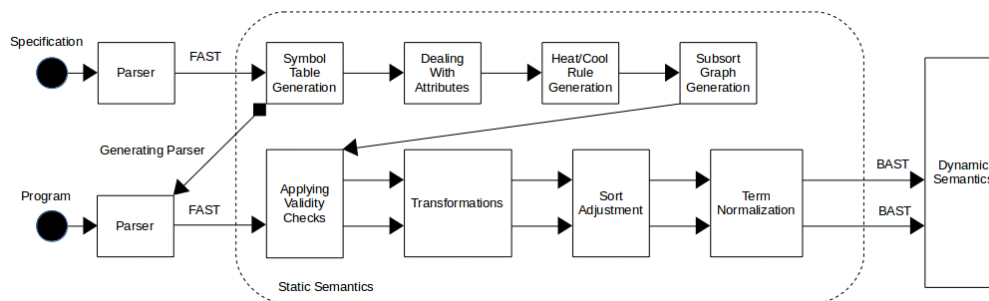 Specification
Parser
FAST
Symbol
Table
Generation
Dealing
With
Attributes
Heat/Cool
Rule
Generation
Subsort
Graph
Generation
Generating Parser
Program
Parser
FAST
Applying
Validity
Checks
Transformations
Sort
Adjustment
Term
Normalization
BAST
BAST
Dynamic
Semantics
Static Semantics